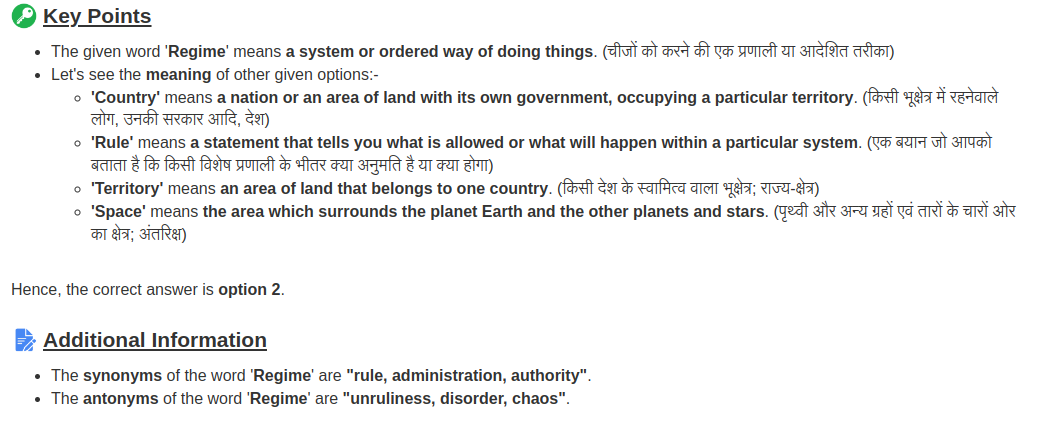 Key Points
• The given word 'Regime' means a system or ordered way of doing things. (चीजों को करने की एक प्रणाली या आदेशित तरीका)
• Let's see the meaning of other given options:-
◦ 'Country' means a nation or an area of land with its own government, occupying a particular territory. (किसी भूक्षेत्र में रहनेवाले
लोग, उनकी सरकार आदि, देश)
◦ 'Rule' means a statement that tells you what is allowed or what will happen within a particular system. (एक बयान जो आपको
बताता है कि किसी विशेष प्रणाली के भीतर क्या अनुमति है या क्या होगा)
◦ 'Territory' means an area of land that belongs to one country. (किसी देश के स्वामित्व वाला भूक्षेत्र; राज्य-क्षेत्र)
◦ 'Space' means the area which surrounds the planet Earth and the other planets and stars. (पृथ्वी और अन्य ग्रहों एवं तारों के चारों ओर
का क्षेत्र; अंतरिक्ष)
Hence, the correct answer is option 2.
Additional Information
• The synonyms of the word 'Regime' are "rule, administration, authority".
• The antonyms of the word 'Regime' are "unruliness, disorder, chaos".